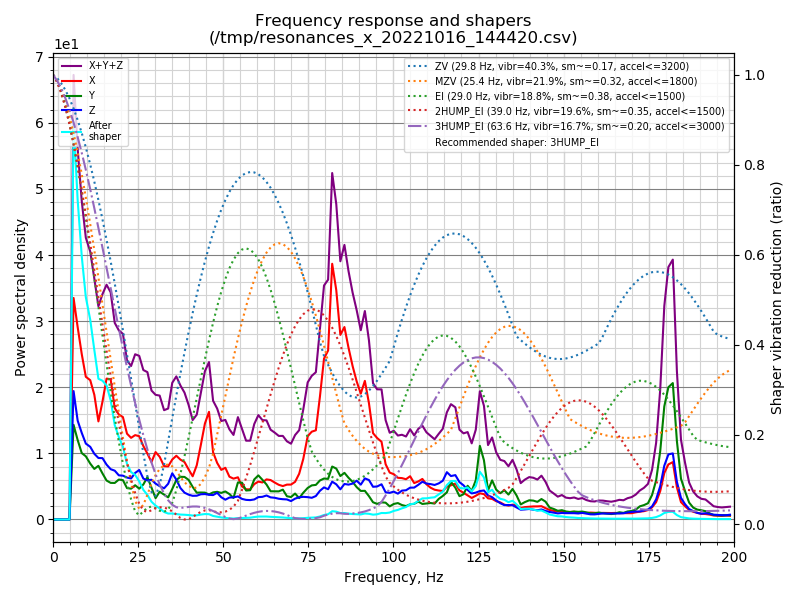 Frequency response and shapers
(/tmp/resonances_x_20221016_144420.csv)
1e1
X+Y+Z
X
Y
Z
After
shaper
ZV (29.8 Hz, vibr=40.3%, sm~=0.17, accel<=3200)
MZV (25.4 Hz, vibr=21.9%, sm~=0.32, accel<=1800)
EI (29.0 Hz, vibr=18.8%, sm~=0.38, accel<=1500)
2HUMP_EI (39.0 Hz, vibr=19.6%, sm~=0.35, accel<=1500)
3HUMP_EI (63.6 Hz, vibr=16.7%, sm~=0.20, accel<=3000)
Recommended shaper: 3HUMP_EI
7
6
5
4
3
2
1
0
Power spectral density
1.0
0.8
0.6
0.4
0.2
0.0
Shaper vibration reduction (ratio)
0 25 50 75 100 125 150 175 200
Frequency, Hz